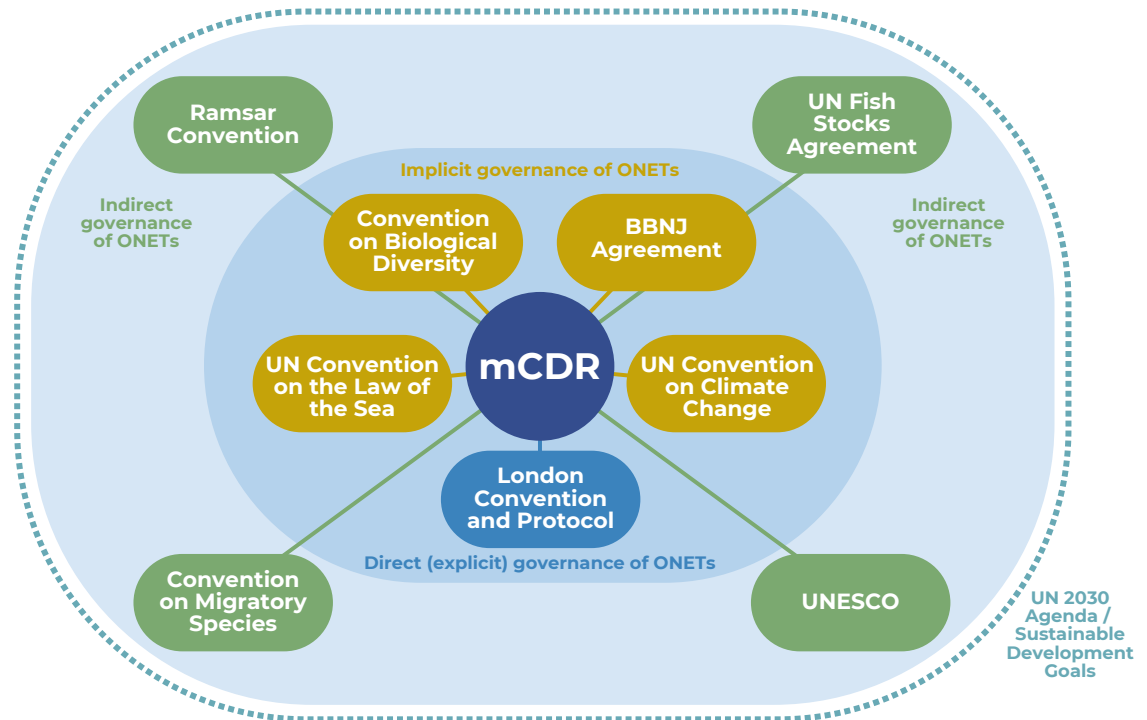 Ramsar
Convention
UN Fish
Stocks
Agreement
Implicit governance of ONETs
Indirect
governance
of ONETs
Indirect
governance
of ONETs
Convention
on Biological
Diversity
BBNJ
Agreement
mCDR
UN Convention
on the Law of
the Sea
UN Convention
on Climate
Change
London
Convention
and Protocol
Direct (explicit) governance of ONETs
Convention
on Migratory
Species
UNESCO
UN 2030
Agenda /
Sustainable
Development
Goals